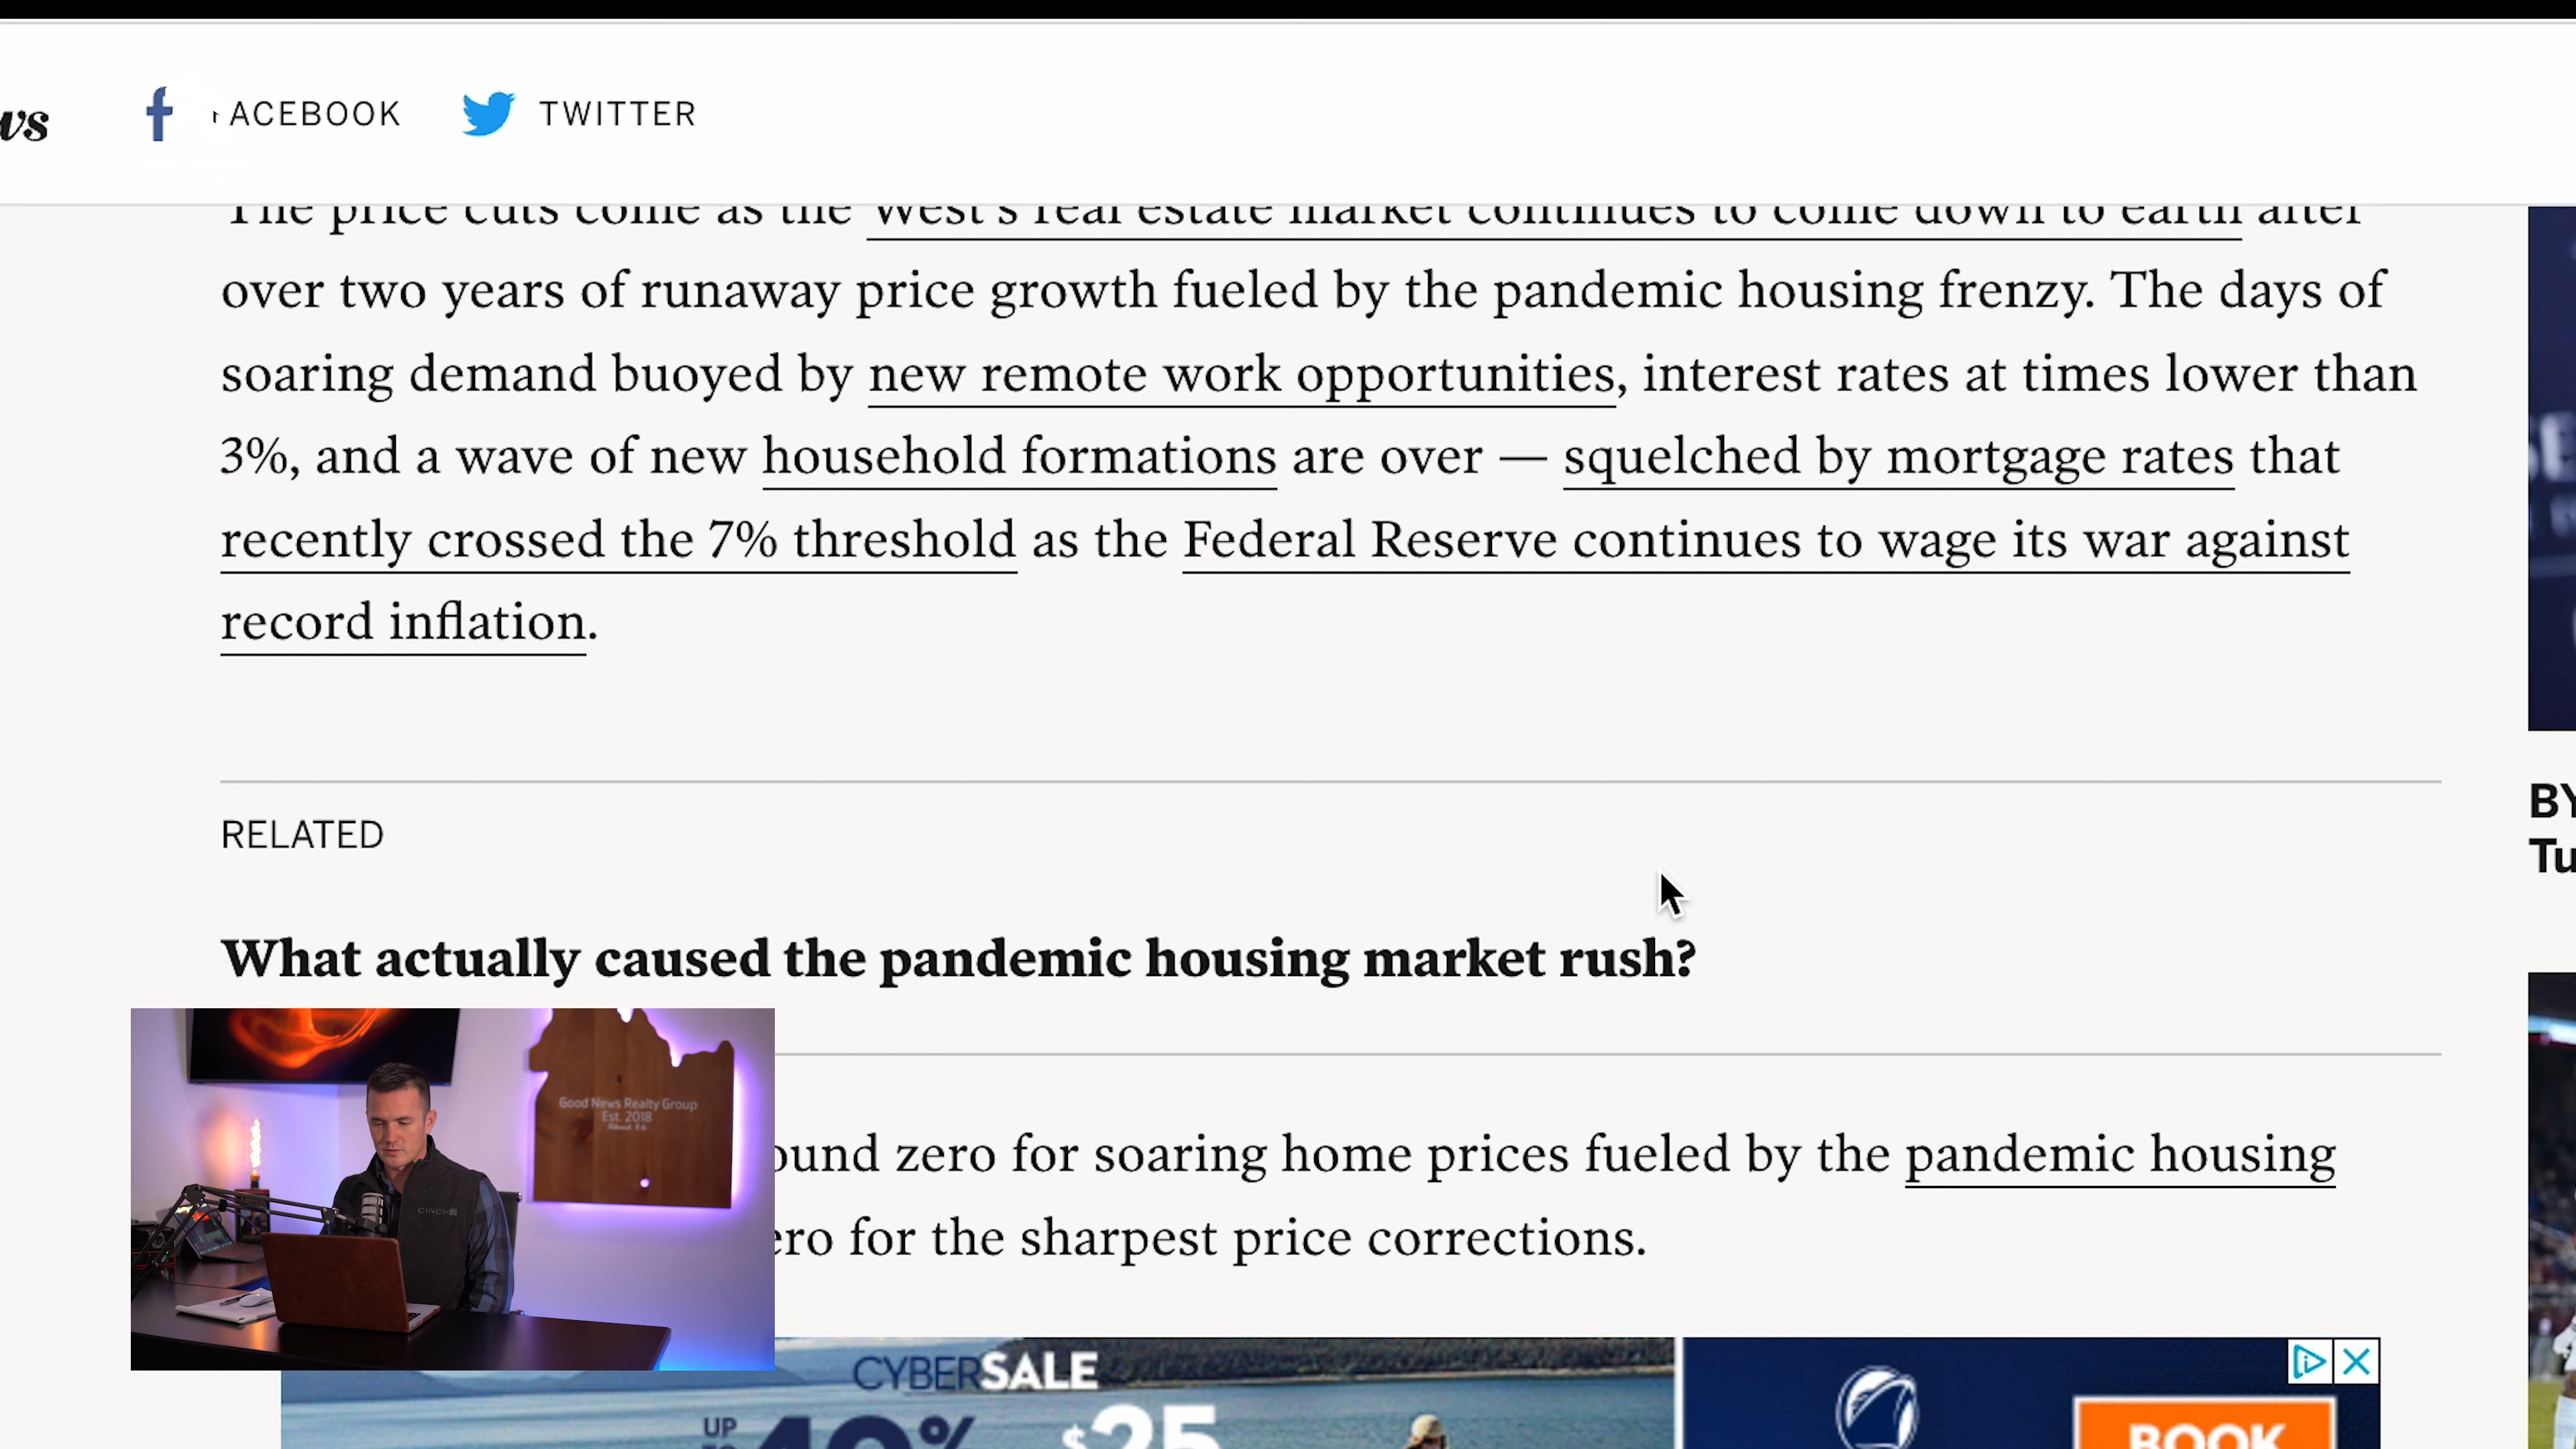 ws
ACEBOOK
TWITTER
The price cuts come as the West's real estate market continues to come down to earth after
over two years of runaway price growth fueled by the pandemic housing frenzy. The days of
soaring demand buoyed by new remote work opportunities, interest rates at times lower than
3%, and a wave of new household formations are over — squelched by mortgage rates that
recently crossed the 7% threshold as the Federal Reserve continues to wage its war against
record inflation.
RELATED
What actually caused the pandemic housing market rush?
Good News Realty Group
Est. 2018
CINCH
ound zero for soaring home prices fueled by the pandemic housing
ero for the sharpest price corrections.
BY
Tu
CYBERSALE
UP
40%
$25
BOOK